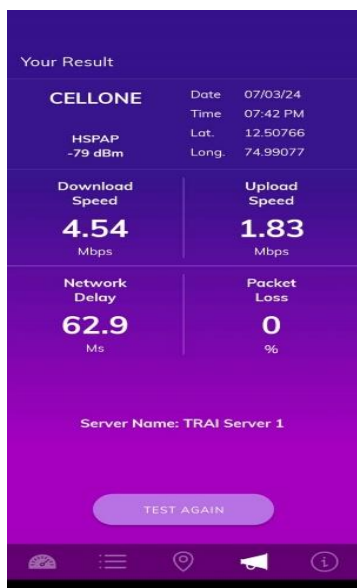 Your Result
CELLONE
HSPAP
-79 dBm
Date 07/03/24
Time 07:42 PM
Lat. 12.50766
Long. 74.99077
Download
Speed
4.54
Mbps
Upload
Speed
1.83
Mbps
Network
Delay
62.9
Ms
Packet
Loss
0
%
Server Name: TRAI Server 1
TEST AGAIN